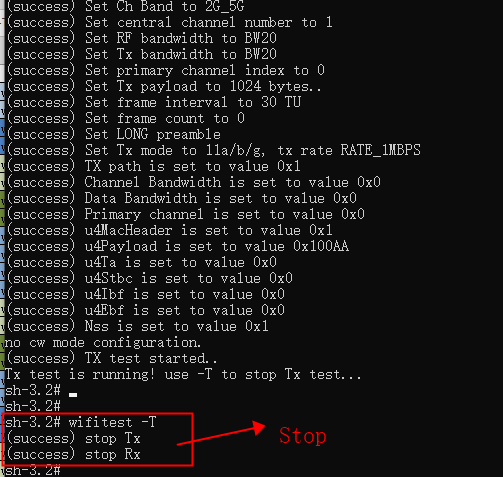 (success) Set Ch Band to 2G_5G
(success) Set central channel number to 1
(success) Set RF bandwidth to BW20
(success) Set Tx bandwidth to BW20
(success) Set primary channel index to 0
(success) Set Tx payload to 1024 bytes..
(success) Set frame interval to 30 TU
(success) Set frame count to 0
(success) Set LONG preamble
(success) Set Tx mode to 11a/b/g, tx rate RATE_1MBPS
(success) TX path is set to value 0x1
(success) Channel Bandwidth is set to value 0x0
(success) Data Bandwidth is set to value 0x0
(success) Primary channel is set to value 0x0
(success) u4MacHeader is set to value 0x1
(success) u4Payload is set to value 0x100AA
(success) u4Ta is set to value 0x0
(success) u4Stbc is set to value 0x0
(success) u4Ibf is set to value 0x0
(success) u4Ebf is set to value 0x0
(success) Nss is set to value 0x1
no cw mode configuration.
(success) TX test started..
Tx test is running! use -T to stop Tx test...
sh-3.2#
sh-3.2#
sh-3.2# wifitest -T
(success) stop Tx
(success) stop Rx
sh-3.2#
Stop